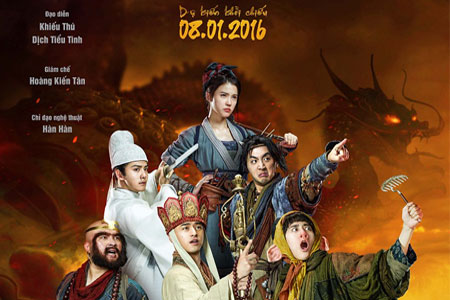 Đạo diễn
Khiếu Thủ
Dịch Tiểu Tinh
Giám chế
Hoàng Kiến Tân
Chỉ đạo nghệ thuật
Hàn Hàn
Dự kiến khởi chiếu
08.01.2016